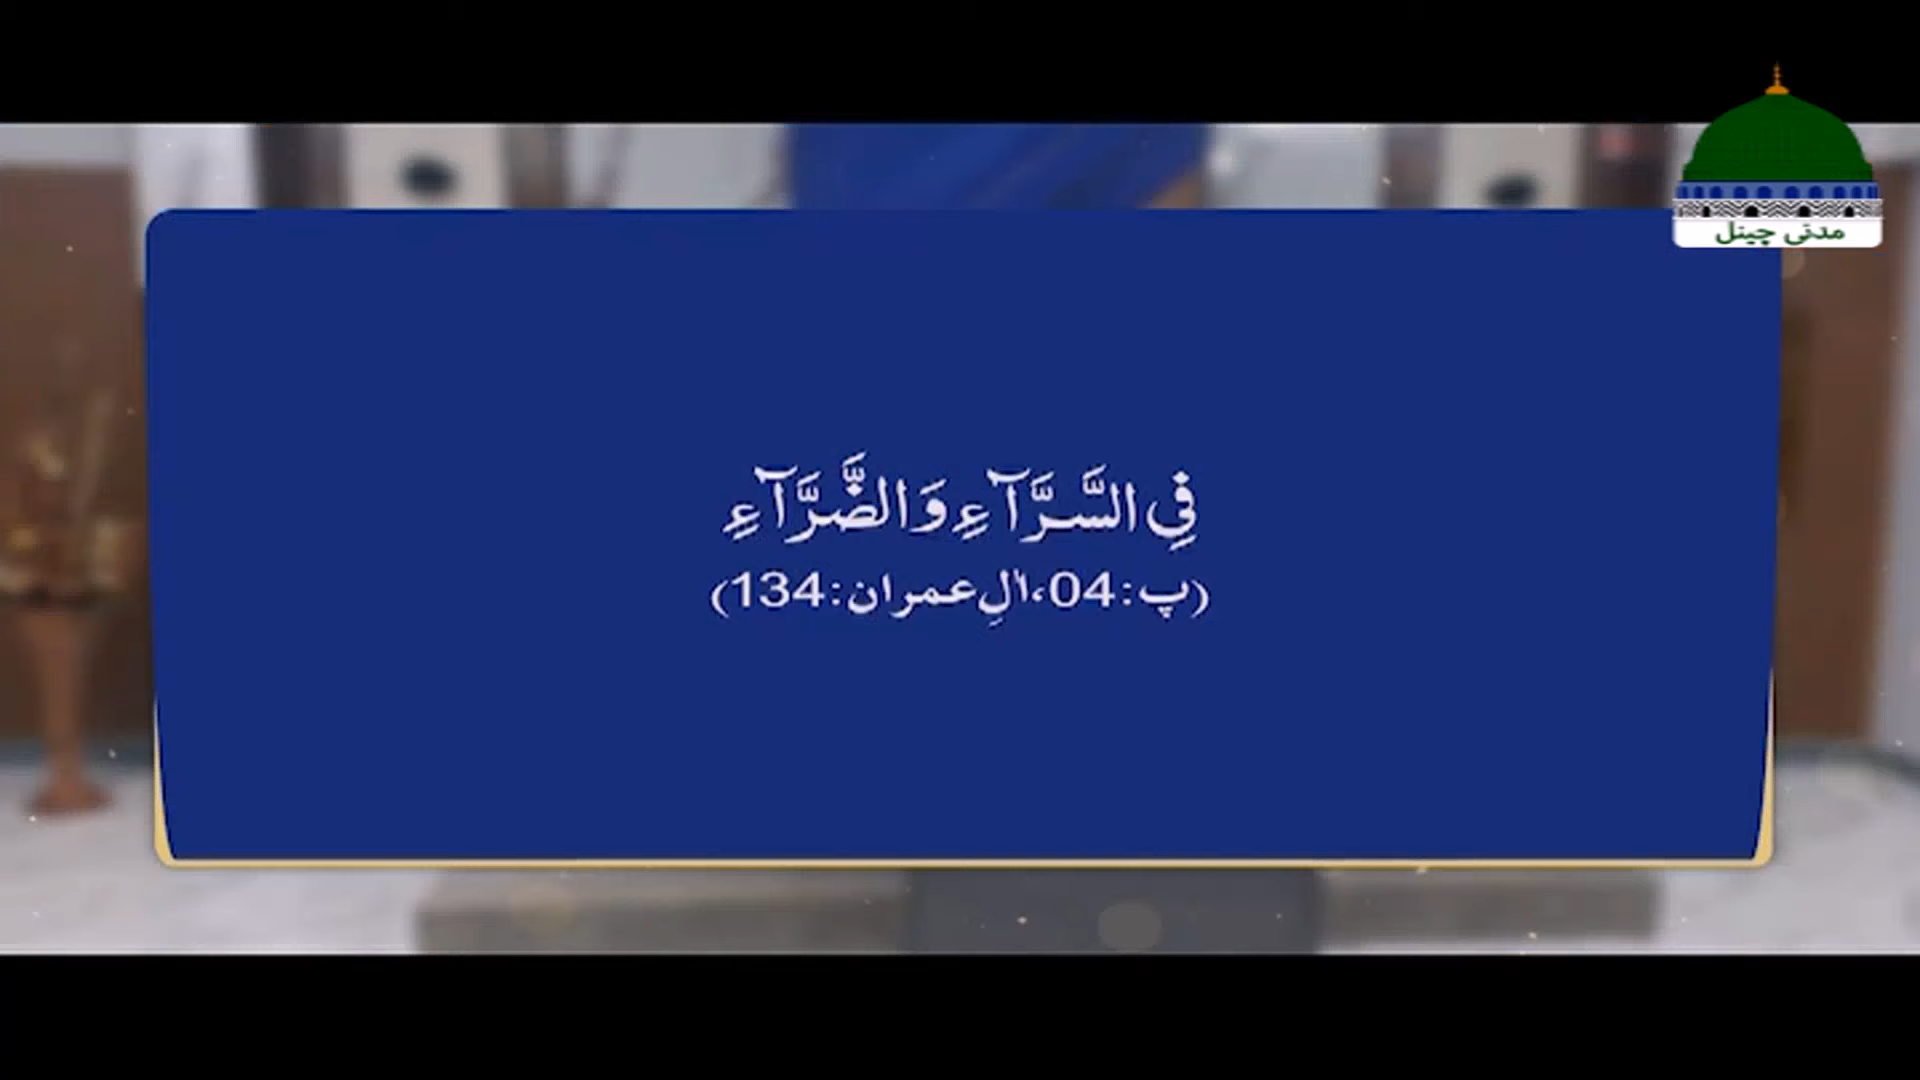 مدنی چینل
فِی السَّرَّآءِ وَالضَّرَّآءِ
(پ:04،اٰلِ عمران:134)